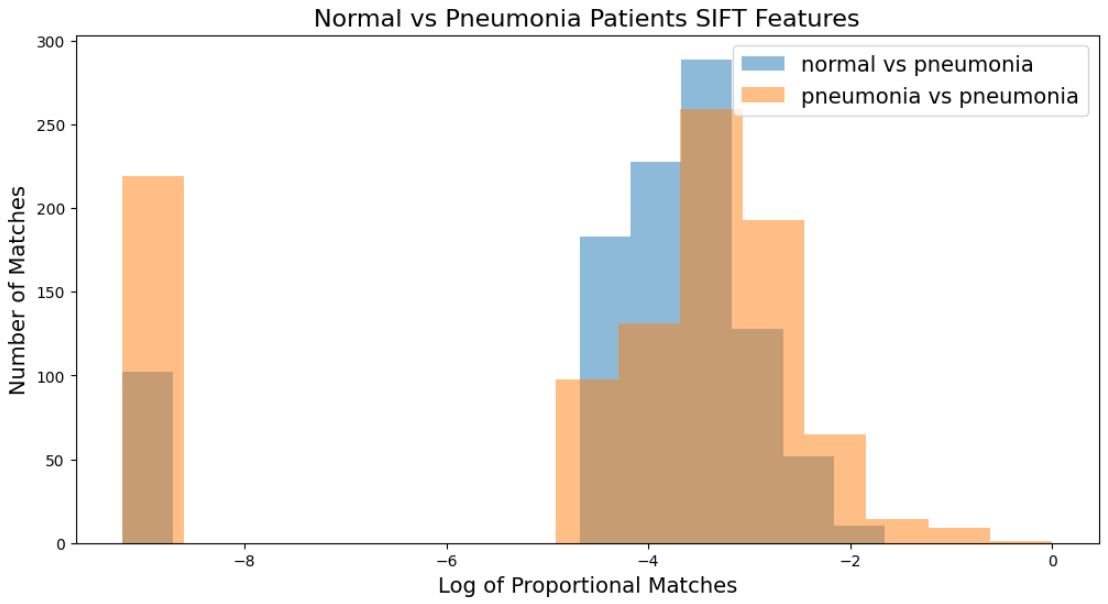 Normal vs Pneumonia Patients SIFT Features
normal vs pneumonia
pneumonia vs pneumonia
Number of Matches
300
250
200
150
100
50
0
−8
−6
−4
−2
0
Log of Proportional Matches